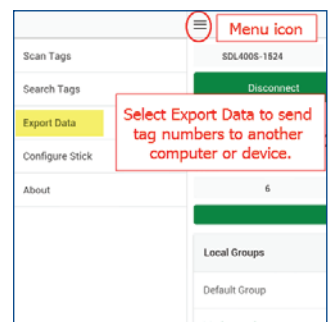 Menu icon
Scan Tags
SDL400S-1524
Search Tags
Disconnect
Export Data
Select Export Data to send
tag numbers to another
computer or device.
Configure Stick
About
6
Local Groups
Default Group